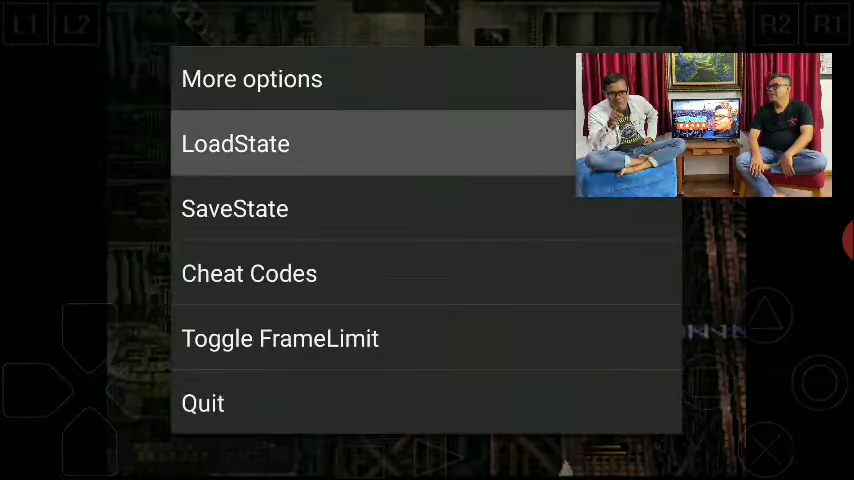 L1 L2
R2 R1
More options
LoadState
SaveState
Cheat Codes
Toggle FrameLimit
Quit